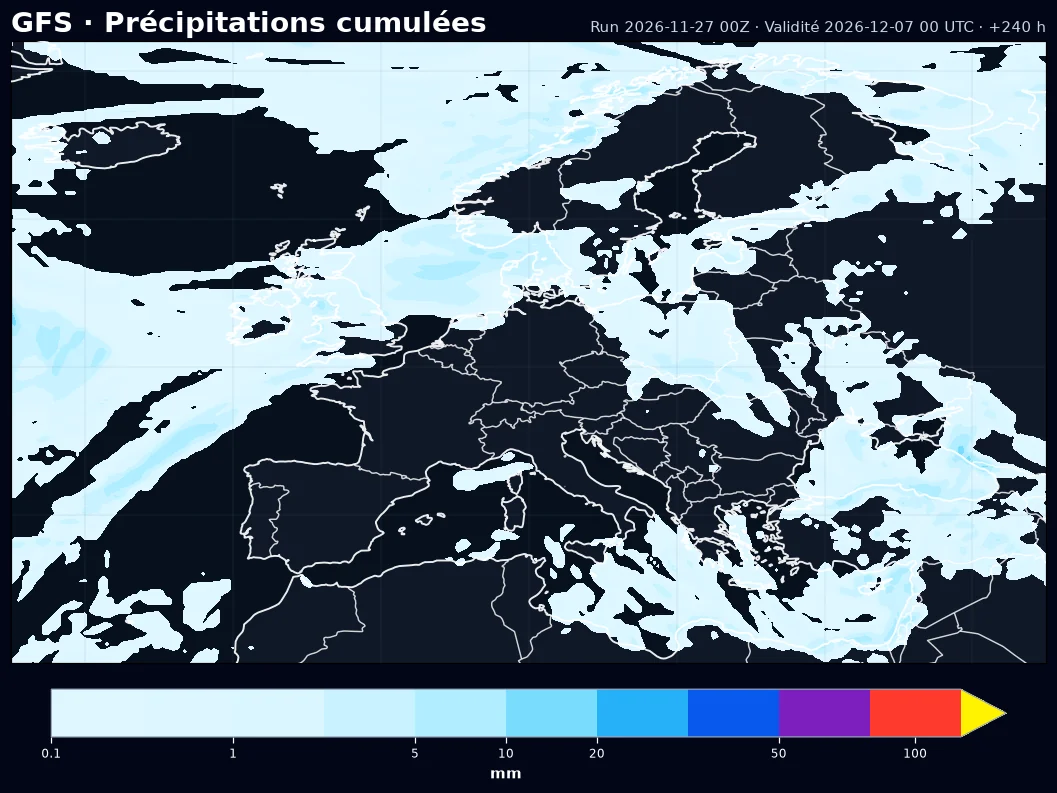 GFS · Précipitations cumulées
Run 2026-11-27 00Z · Validité 2026-12-07 00 UTC · +240 h
0.1 1 5 10 20 50 100
mm